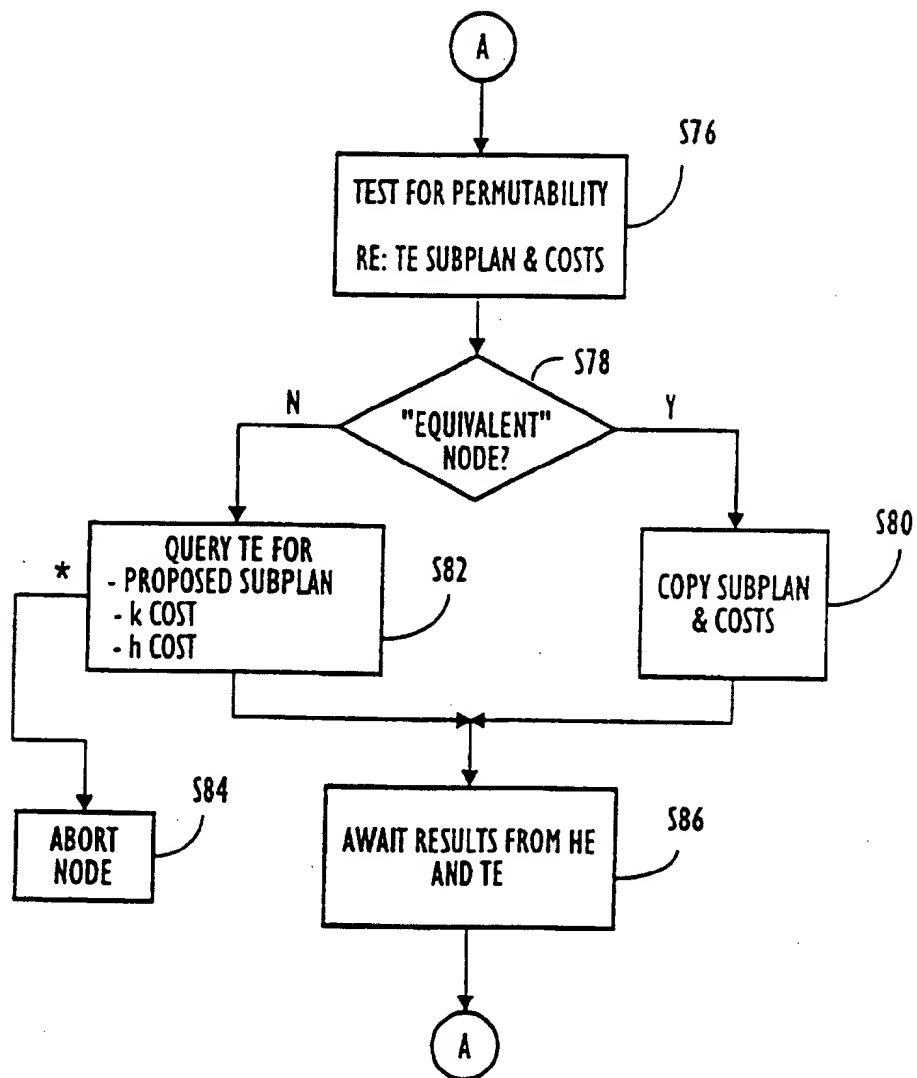 A
S76
TEST FOR PERMUTABILITY
RE: TE SUBPLAN & COSTS
S78
N
Y
"EQUIVALENT"
NODE?
S80
*
QUERY TE FOR
- PROPOSED SUBPLAN
- k COST
- h COST
S82
COPY SUBPLAN
& COSTS
S84
ABORT
NODE
S86
AWAIT RESULTS FROM HE
AND TE
A